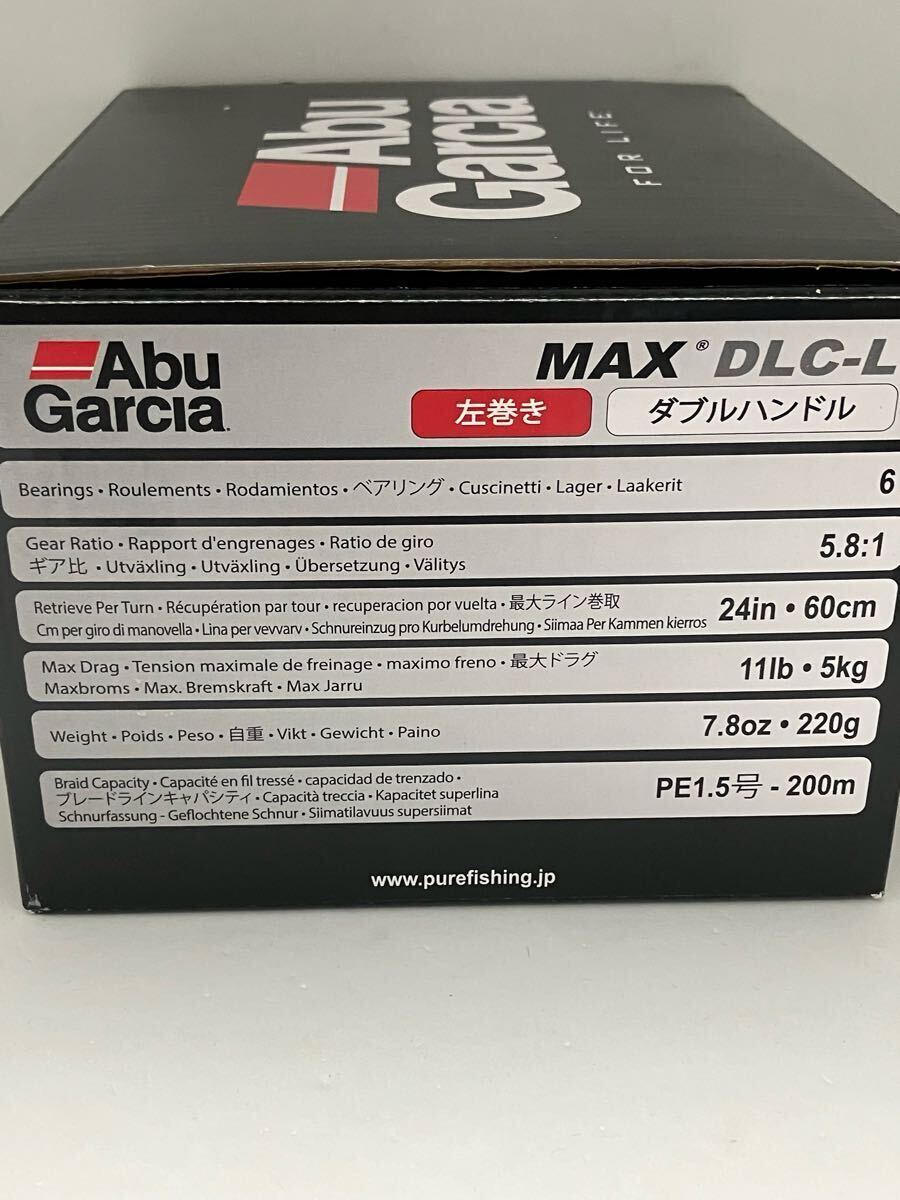 Abu
Garcia
FOR LIFE
Abu
Garcia.
MAX® DLC-L
左巻き
ダブルハンドル
Bearings • Roulements • Rodamientos • ベアリング • Cuscinetti • Lager • Laakerit
6
Gear Ratio • Rapport d'engrenages • Ratio de giro
ギア比 • Utväxling • Utväxling • Übersetzung • Välitys
5.8:1
Retrieve Per Turn • Récupération par tour • recuperacion por vuelta • 最大ライン巻取
Cm per giro di manovella • Lina per vevvarv • Schnureinzug pro Kurbelumdrehung • Siimaa Per Kammen kierros
24in • 60cm
Max Drag • Tension maximale de freinage • maximo freno • 最大ドラグ
Maxbroms • Max. Bremskraft • Max Jarru
11lb • 5kg
Weight • Poids • Peso • 自重 • Vikt • Gewicht • Paino
7.8oz • 220g
Braid Capacity • Capacité en fil tressé • capacidad de trenzado •
ブレードラインキャパシティ • Capacità treccia • Kapacitet superlina
Schnurfassung - Geflochtene Schnur • Siimatilavuus supersiimat
PE1.5号 - 200m
www.purefishing.jp